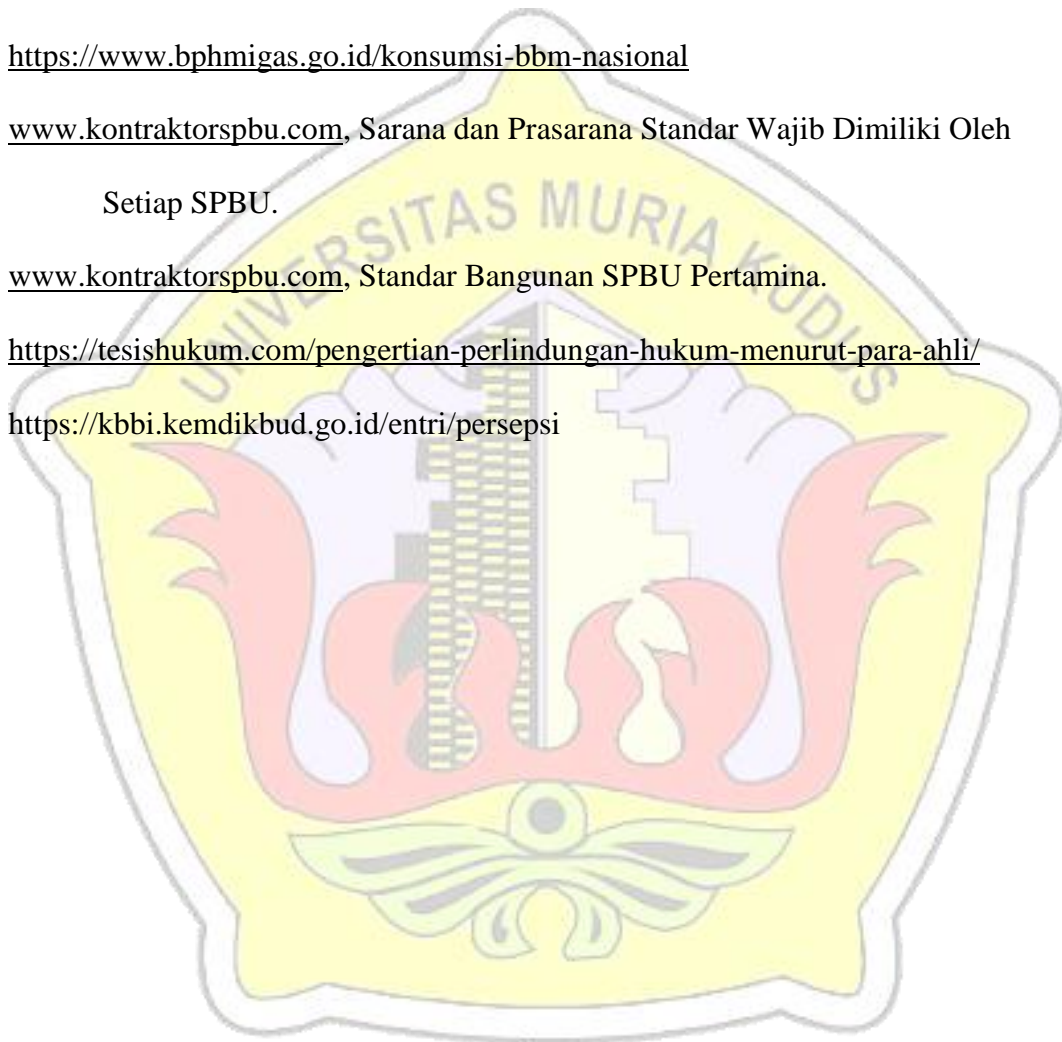 https://www.bphmigas.go.id/konsumsi-bbm-nasional
www.kontraktorspbu.com, Sarana dan Prasarana Standar Wajib Dimiliki Oleh
Setiap SPBU.
UNIVERSITAS MURIA KUDUS
www.kontraktorspbu.com, Standar Bangunan SPBU Pertamina.
https://tesishukum.com/pengertian-perlindungan-hukum-menurut-para-ahli/
https://kbbi.kemdikbud.go.id/entri/persepsi